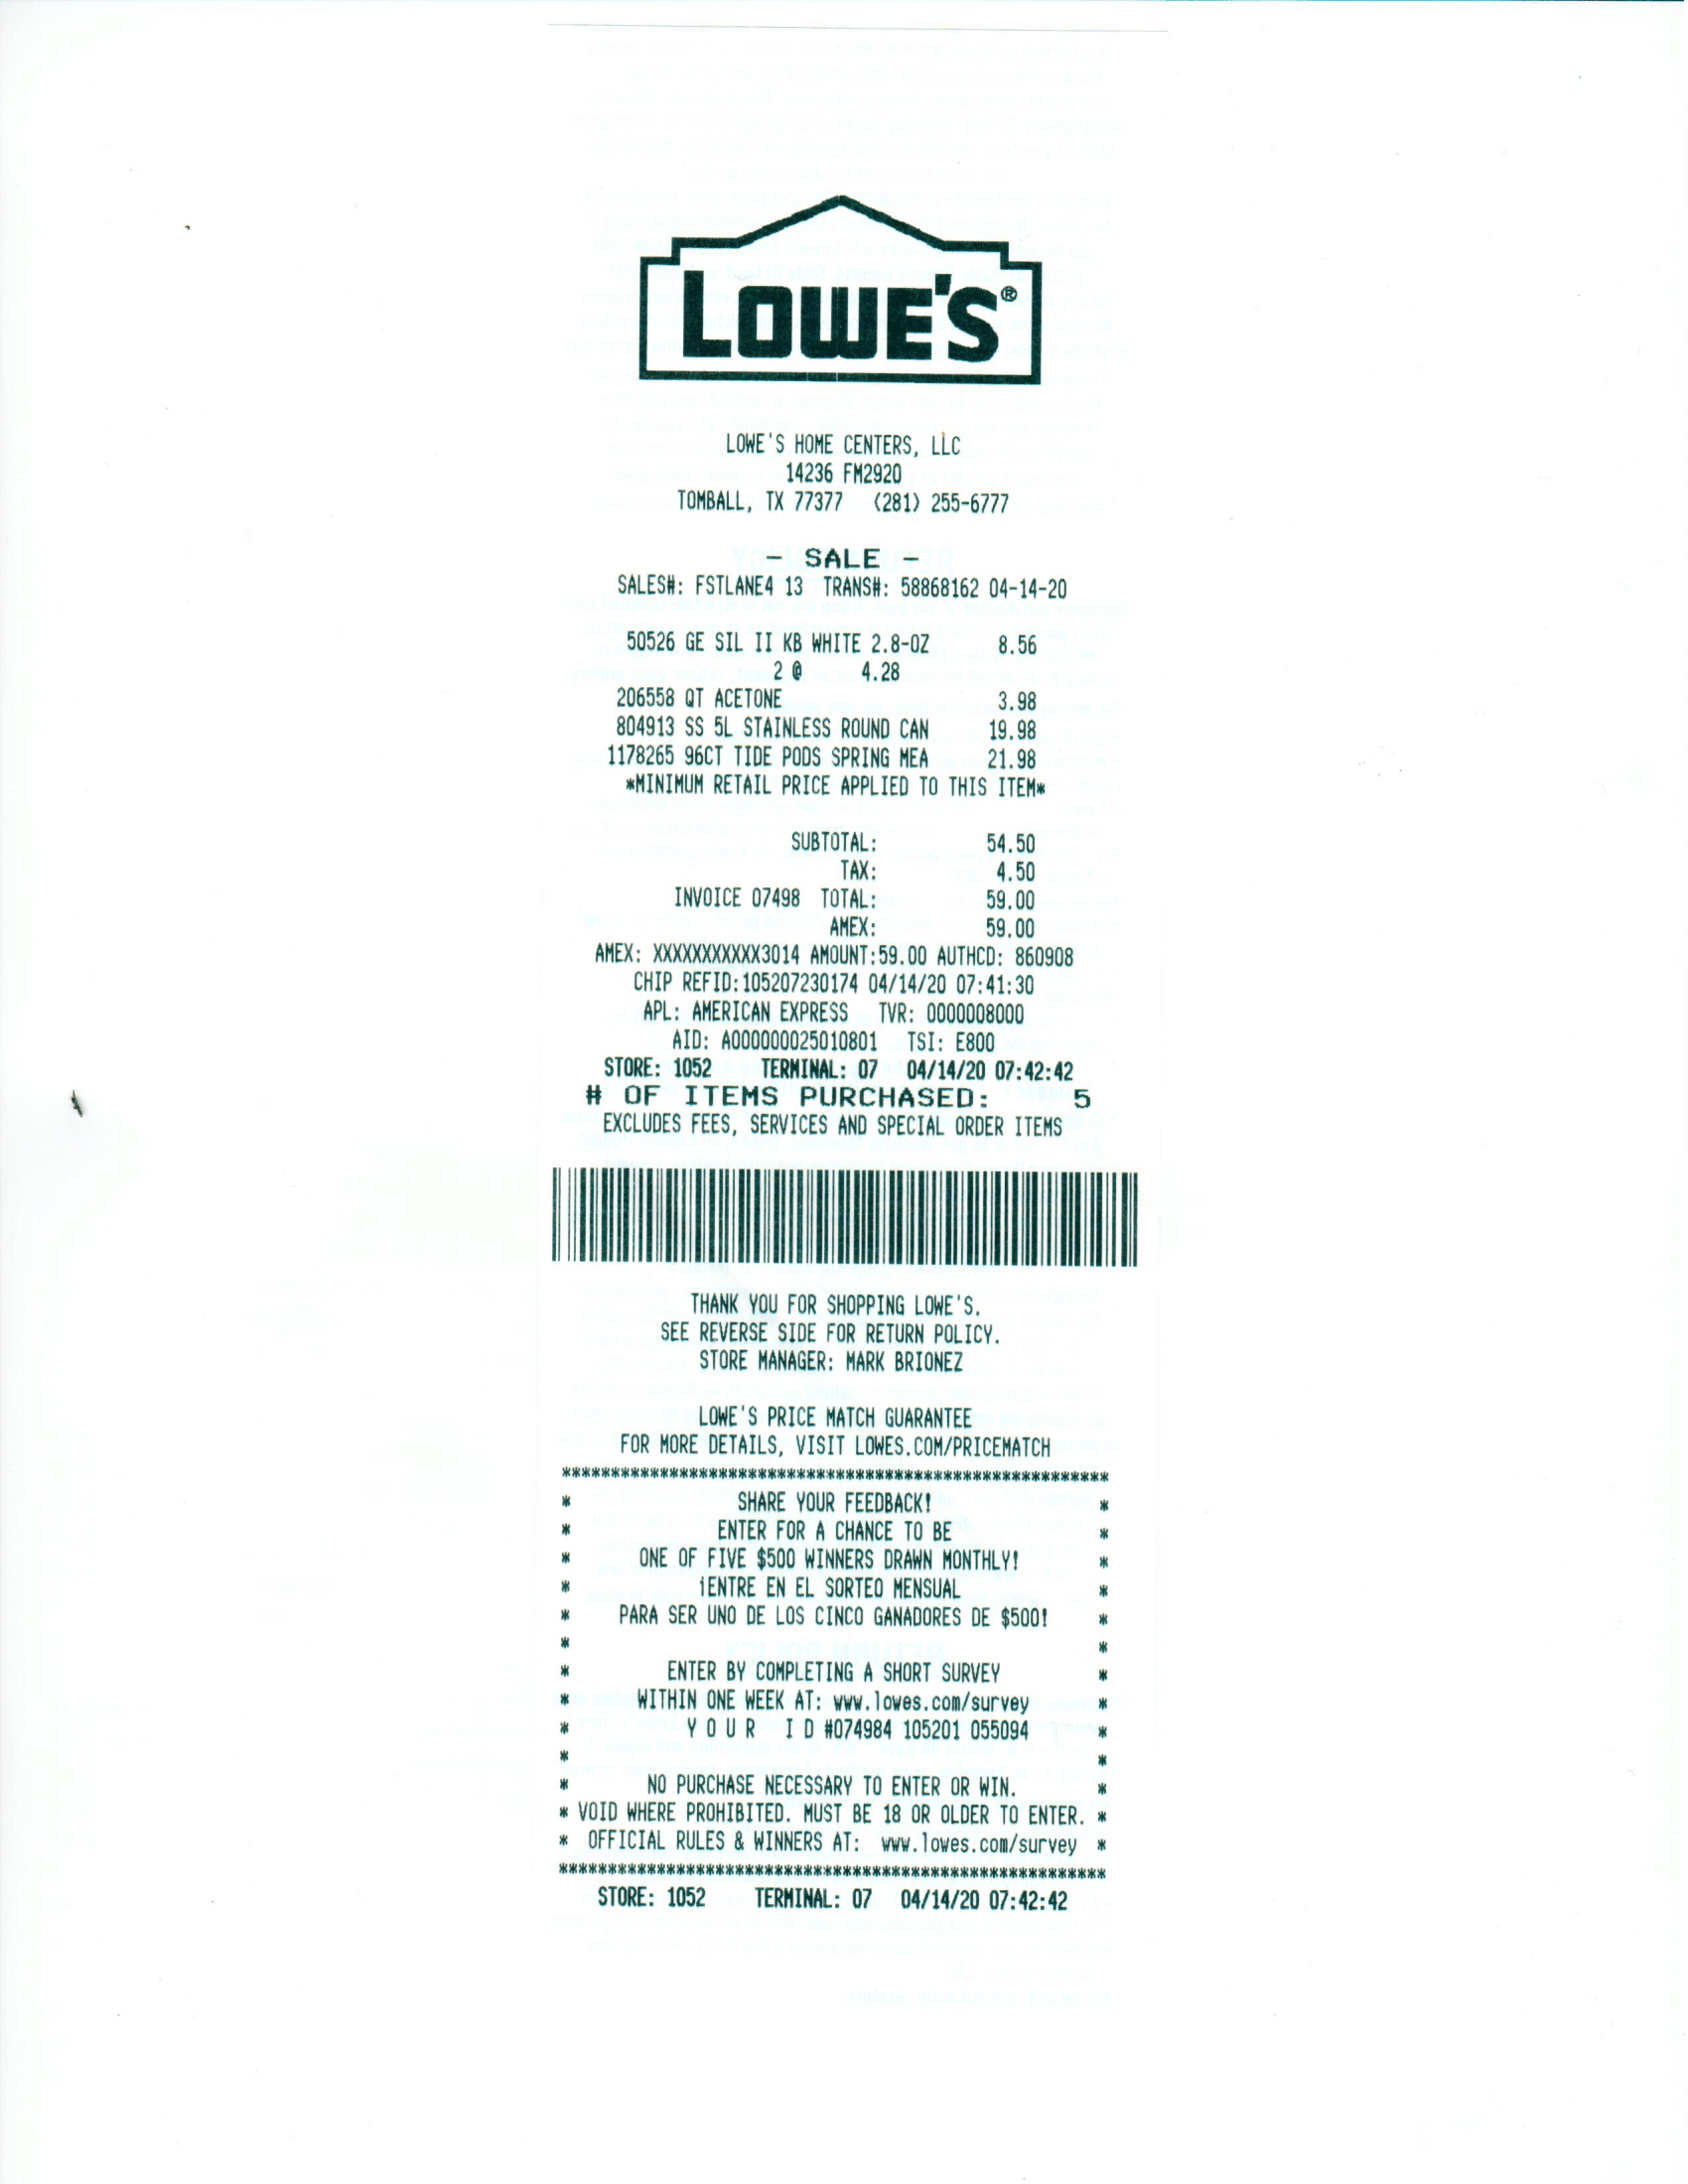 LOWE'S®
LOWE'S HOME CENTERS, LLC
14236 FM2920
TOMBALL, TX 77377 (281) 255-6777
- SALE -
SALES#: FSTLANE4 13 TRANS#: 58868162 04-14-20
50526 GE SIL II KB WHITE 2.8-OZ 8.56
2 @ 4.28
206558 QT ACETONE 3.98
804913 SS 5L STAINLESS ROUND CAN 19.98
1178265 96CT TIDE PODS SPRING MEA 21.98
*MINIMUM RETAIL PRICE APPLIED TO THIS ITEM*
SUBTOTAL: 54.50
TAX: 4.50
INVOICE 07498 TOTAL: 59.00
AMEX: 59.00
AMEX: XXXXXXXXXXX3014 AMOUNT:59.00 AUTHCD: 860908
CHIP REFID:105207230174 04/14/20 07:41:30
APL: AMERICAN EXPRESS TVR: 0000008000
AID: A000000025010801 TSI: E800
STORE: 1052 TERMINAL: 07 04/14/20 07:42:42
# OF ITEMS PURCHASED: 5
EXCLUDES FEES, SERVICES AND SPECIAL ORDER ITEMS
THANK YOU FOR SHOPPING LOWE'S.
SEE REVERSE SIDE FOR RETURN POLICY.
STORE MANAGER: MARK BRIONEZ
LOWE'S PRICE MATCH GUARANTEE
FOR MORE DETAILS, VISIT LOWES.COM/PRICEMATCH
********************************************************
* SHARE YOUR FEEDBACK! *
* ENTER FOR A CHANCE TO BE *
* ONE OF FIVE $500 WINNERS DRAWN MONTHLY! *
* ¡ENTRE EN EL SORTEO MENSUAL *
* PARA SER UNO DE LOS CINCO GANADORES DE $500! *
* *
* ENTER BY COMPLETING A SHORT SURVEY *
* WITHIN ONE WEEK AT: www.lowes.com/survey *
* Y O U R I D #074984 105201 055094 *
* *
* NO PURCHASE NECESSARY TO ENTER OR WIN. *
* VOID WHERE PROHIBITED. MUST BE 18 OR OLDER TO ENTER. *
* OFFICIAL RULES & WINNERS AT: www.lowes.com/survey *
********************************************************
STORE: 1052 TERMINAL: 07 04/14/20 07:42:42